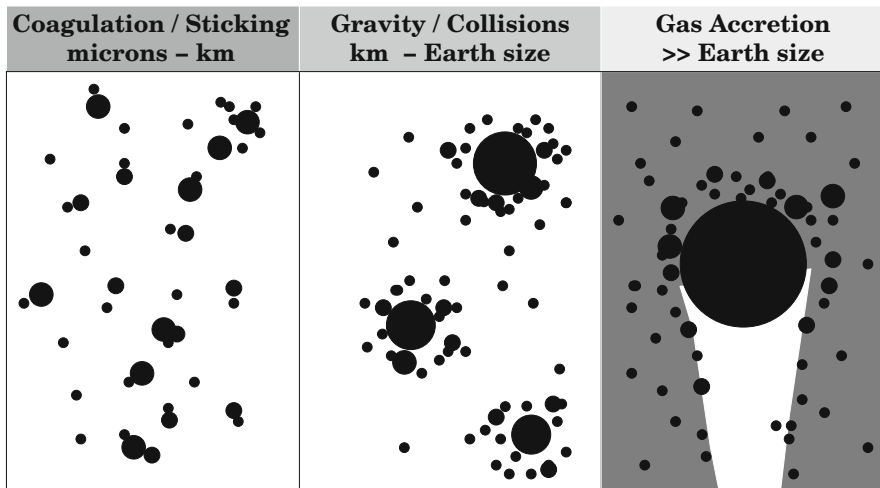 Coagulation / Sticking
microns – km
Gravity / Collisions
km – Earth size
Gas Accretion
>> Earth size